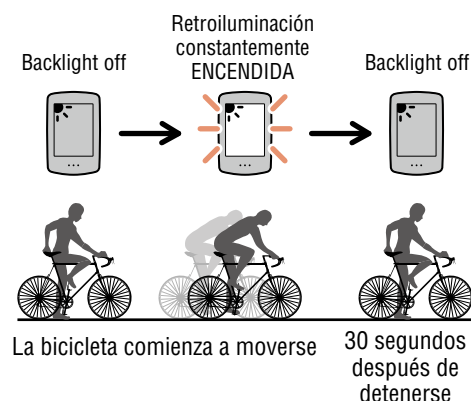 Backlight off
Retroiluminación
constantemente
ENCENDIDA
Backlight off
La bicicleta comienza a moverse
30 segundos
después de
detenerse